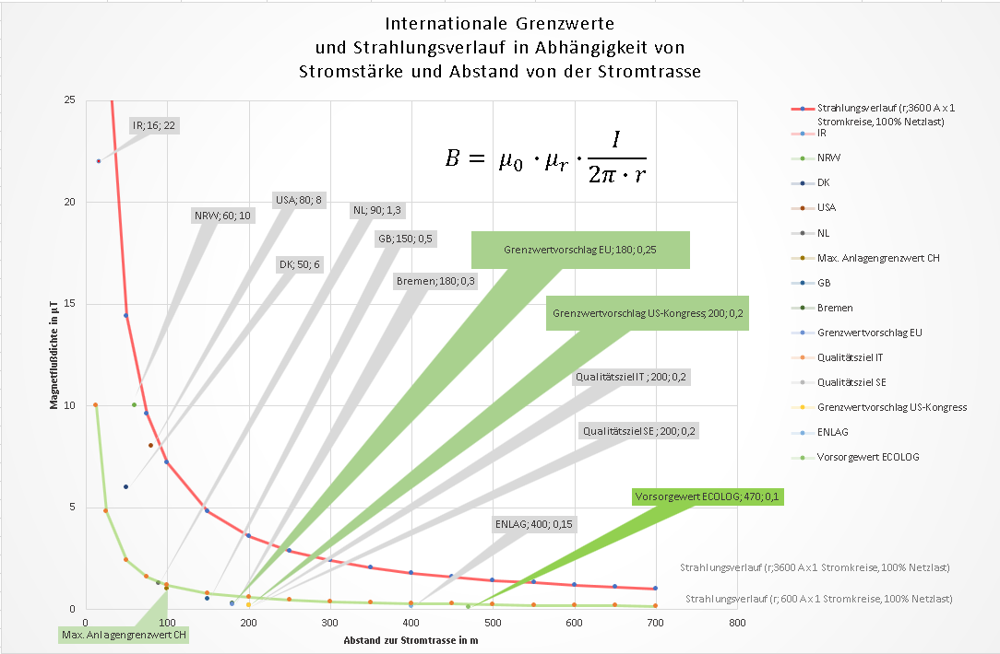 Internationale Grenzwerte
und Strahlungsverlauf in Abhängigkeit von
Stromstärke und Abstand von der Stromtrasse
25
20
15
10
5
0
Magnetflußdichte in µT
0 100 200 300 400 500 600 700 800
Abstand zur Stromtrasse in m
B = μ0 · μr · I / 2π · r
IR; 16; 22
NRW; 60; 10
USA; 80; 8
DK; 50; 6
NL; 90; 1,3
GB; 150; 0,5
Bremen; 180; 0,3
Grenzwertvorschlag EU; 180; 0,25
Grenzwertvorschlag US-Kongress; 200; 0,2
Qualitätsziel IT ; 200; 0,2
Qualitätsziel SE ; 200; 0,2
ENLAG; 400; 0,15
Vorsorgewert ECOLOG; 470; 0,1
Max. Anlagengrenzwert CH
Strahlungsverlauf (r;3600 A x 1 Stromkreise, 100% Netzlast)
Strahlungsverlauf (r; 600 A x 1 Stromkreise, 100% Netzlast)
Strahlungsverlauf (r;3600 A x 1
Stromkreise, 100% Netzlast)
IR
NRW
DK
USA
NL
Max. Anlagengrenzwert CH
GB
Bremen
Grenzwertvorschlag EU
Qualitätsziel IT
Qualitätsziel SE
Grenzwertvorschlag US-Kongress
ENLAG
Vorsorgewert ECOLOG